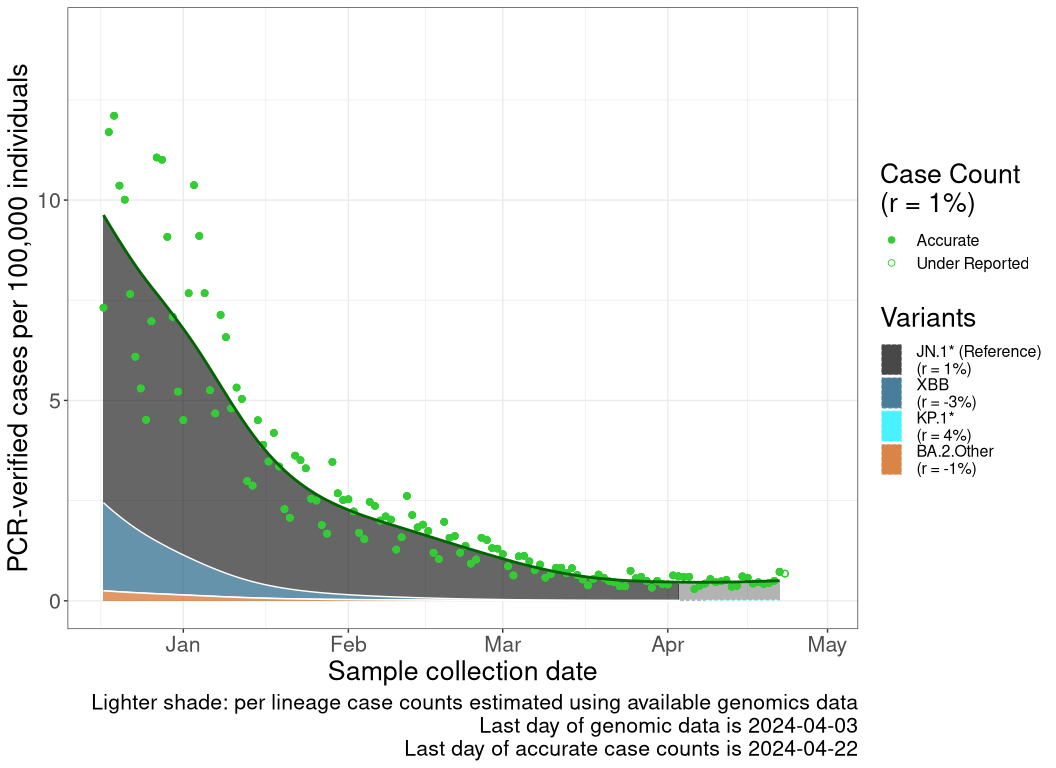 PCR-verified cases per 100,000 individuals
10
5
0
Jan Feb Mar Apr May
Sample collection date
Lighter shade: per lineage case counts estimated using available genomics data
Last day of genomic data is 2024-04-03
Last day of accurate case counts is 2024-04-22
Case Count
(r = 1%)
Accurate
Under Reported
Variants
JN.1* (Reference)
(r = 1%)
XBB
(r = -3%)
KP.1*
(r = 4%)
BA.2.Other
(r = -1%)